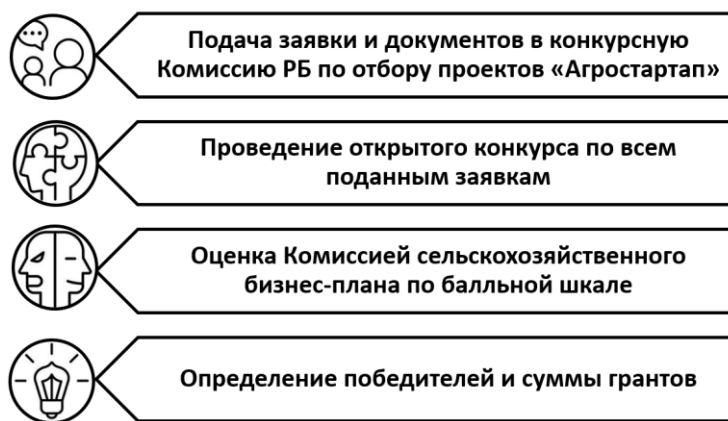 Подача заявки и документов в конкурсную
Комиссию РБ по отбору проектов «Агростартап»
Проведение открытого конкурса по всем
поданным заявкам
Оценка Комиссией сельскохозяйственного
бизнес-плана по балльной шкале
Определение победителей и суммы грантов